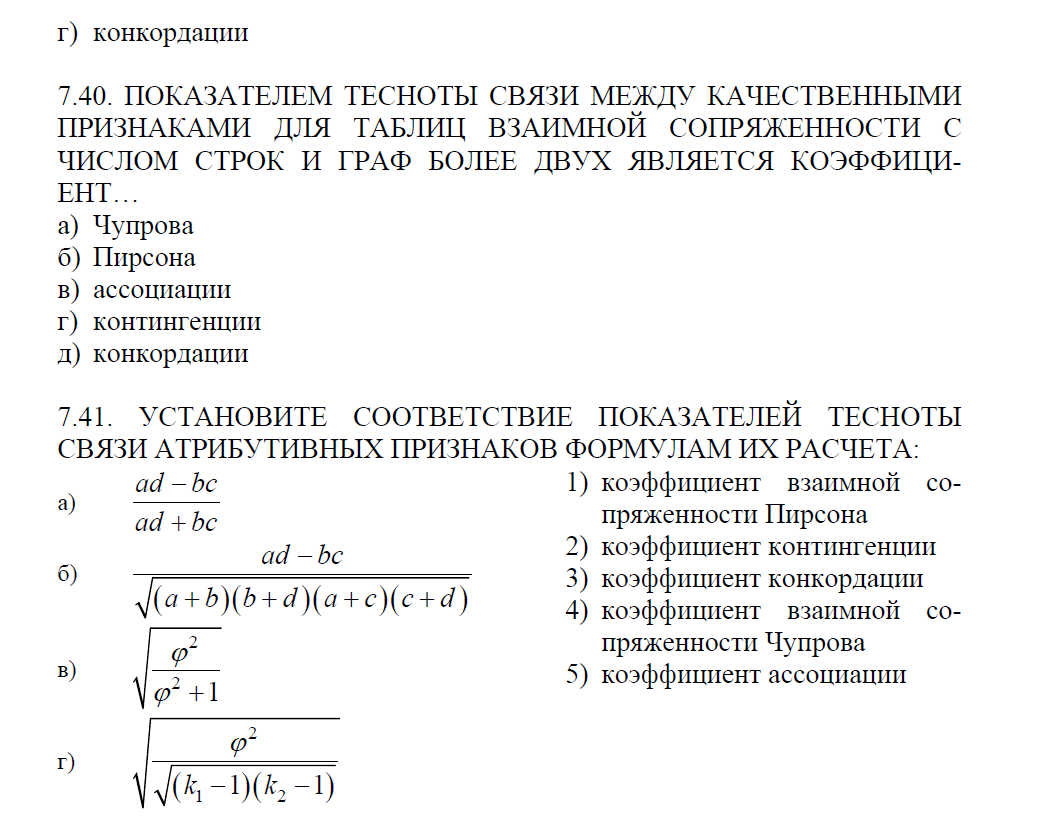 г) конкордации
7.40. ПОКАЗАТЕЛЕМ ТЕСНОТЫ СВЯЗИ МЕЖДУ КАЧЕСТВЕННЫМИ
ПРИЗНАКАМИ ДЛЯ ТАБЛИЦ ВЗАИМНОЙ СОПРЯЖЕННОСТИ С
ЧИСЛОМ СТРОК И ГРАФ БОЛЕЕ ДВУХ ЯВЛЯЕТСЯ КОЭФФИЦИ-
ЕНТ…
а) Чупрова
б) Пирсона
в) ассоциации
г) контингенции
д) конкордации
7.41. УСТАНОВИТЕ СООТВЕТСТВИЕ ПОКАЗАТЕЛЕЙ ТЕСНОТЫ
СВЯЗИ АТРИБУТИВНЫХ ПРИЗНАКОВ ФОРМУЛАМ ИХ РАСЧЕТА:
а)
ad − bc
ad + bc
б)
ad − bc
√(a + b)(b + d)(a + c)(c + d)
в)
√φ²
φ² + 1
г)
√φ²
√(k₁ − 1)(k₂ − 1)
1) коэффициент взаимной со-
пряженности Пирсона
2) коэффициент контингенции
3) коэффициент конкордации
4) коэффициент взаимной со-
пряженности Чупрова
5) коэффициент ассоциации